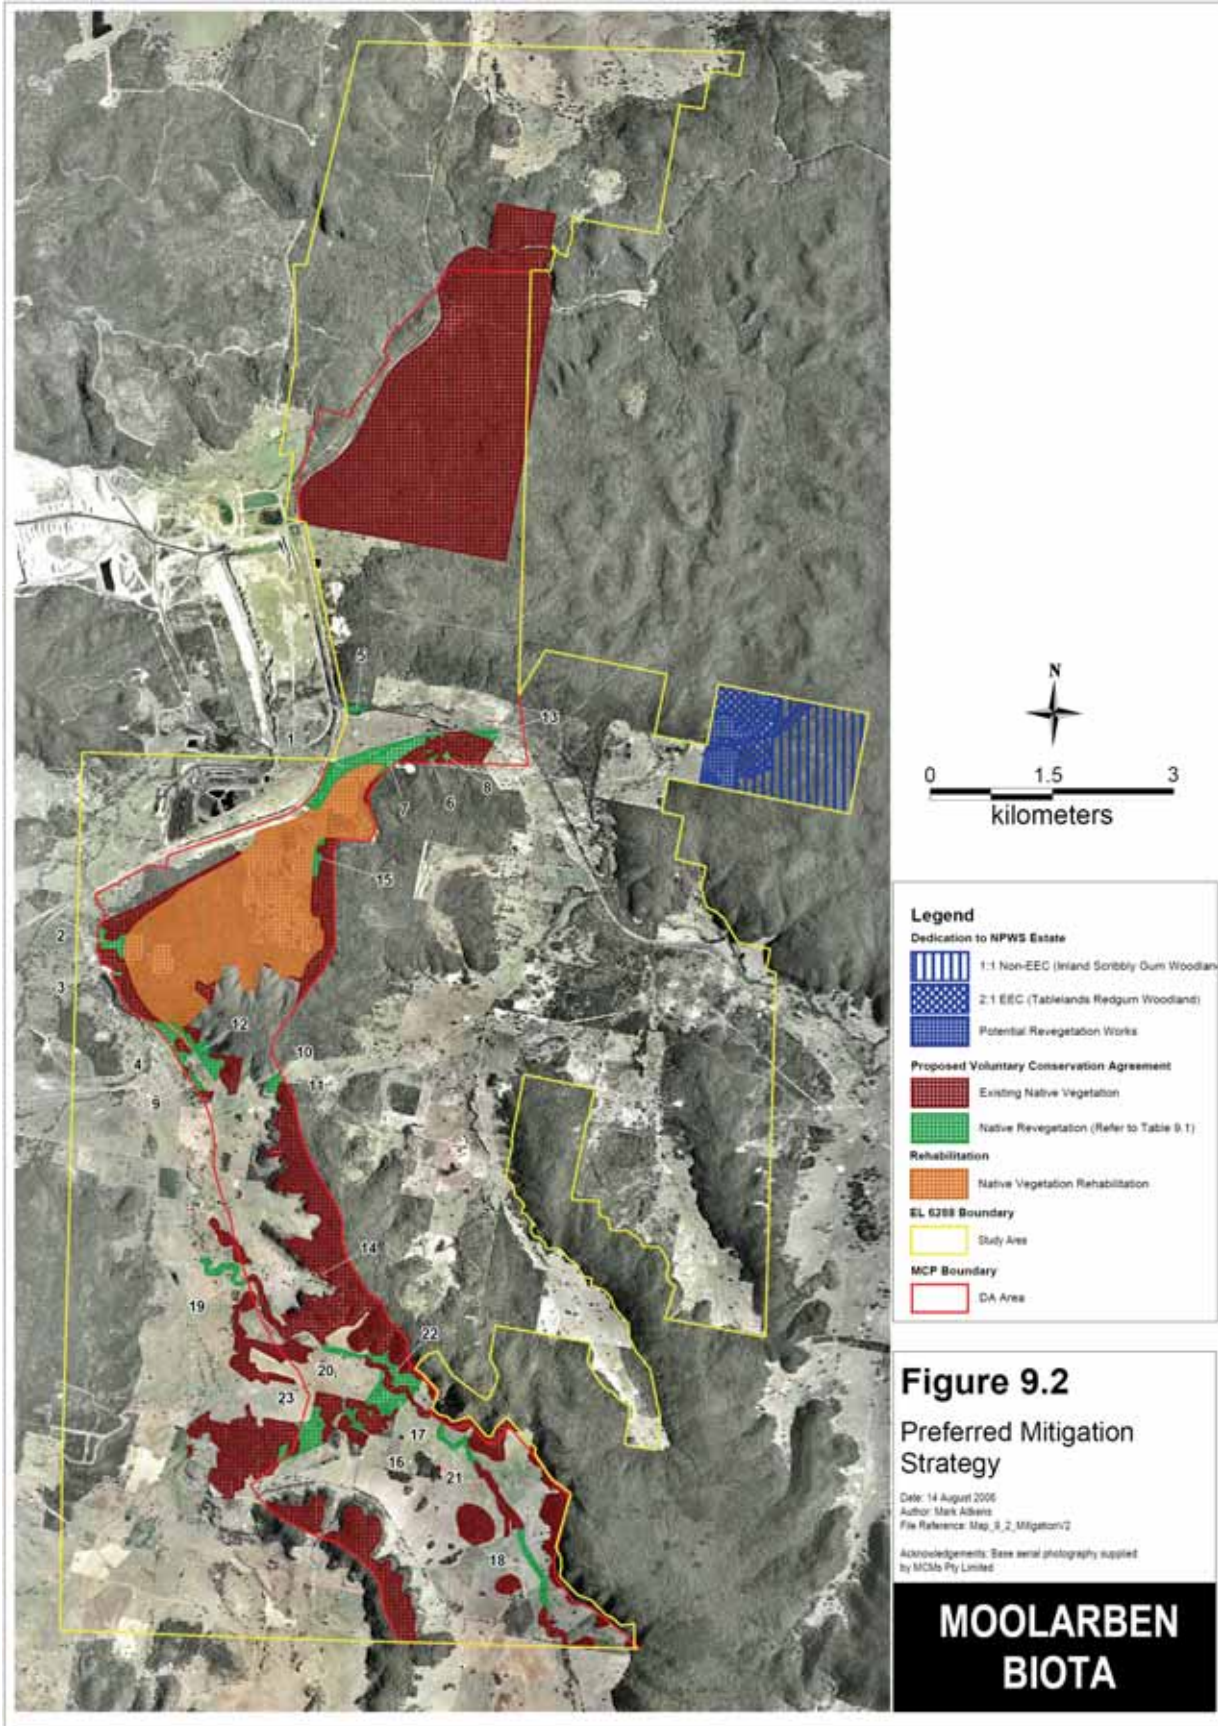 5
1
13
7
6
8
15
2
3
12
4
10
11
9
14
19
22
20
23
17
16
21
18
N
0 1.5 3
kilometers
Legend
Dedication to NPWS Estate
1:1 Non-EEC (Inland Scribbly Gum Woodlan
2:1 EEC (Tablelands Redgum Woodland)
Potential Revegetation Works
Proposed Voluntary Conservation Agreement
Existing Native Vegetation
Native Revegetation (Refer to Table 9.1)
Rehabilitation
Native Vegetation Rehabilitation
EL 6288 Boundary
Study Area
MCP Boundary
DA Area
Figure 9.2
Preferred Mitigation
Strategy
Date: 14 August 2006
Author: Mark Aitkens
File Reference: Map_9_2_MitigationV2
Acknowledgements: Base aerial photography supplied
by MCMs Pty Limited
MOOLARBEN
BIOTA